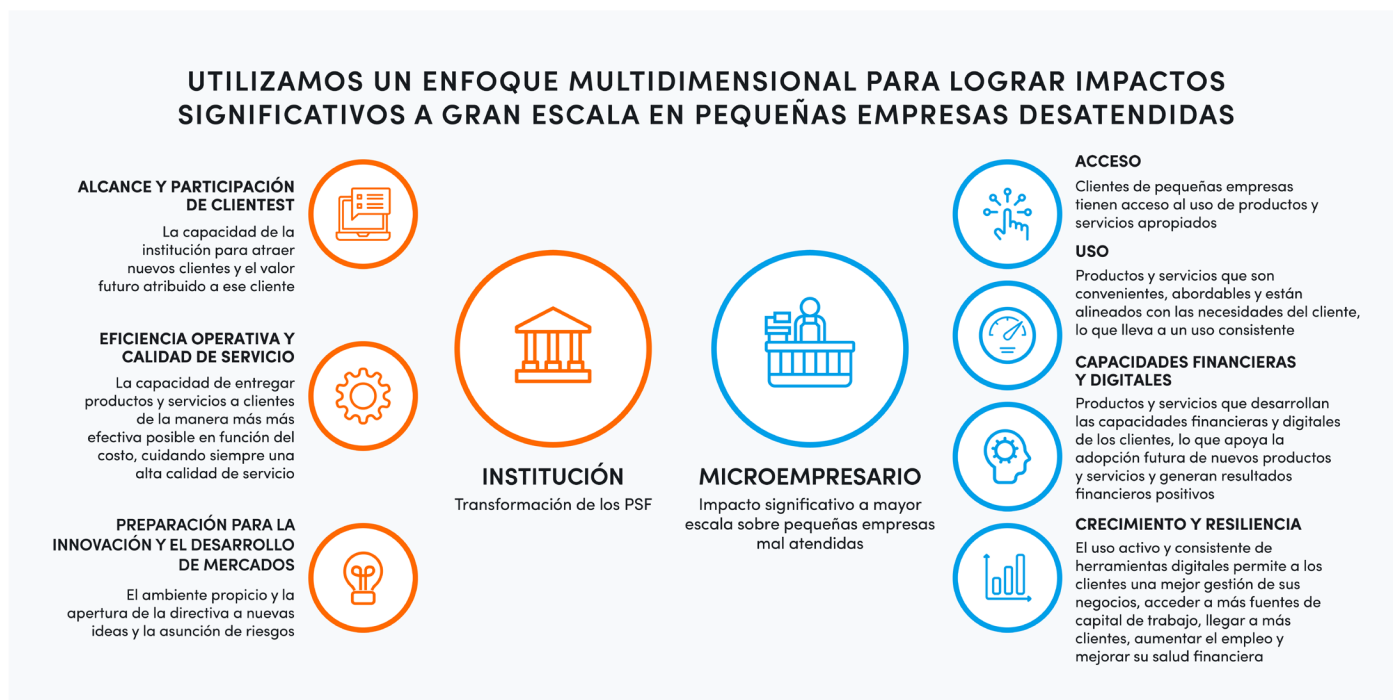 UTILIZAMOS UN ENFOQUE MULTIDIMENSIONAL PARA LOGRAR IMPACTOS
SIGNIFICATIVOS A GRAN ESCALA EN PEQUEÑAS EMPRESAS DESATENDIDAS
ALCANCE Y PARTICIPACIÓN
DE CLIENTEST
La capacidad de la
institución para atraer
nuevos clientes y el valor
futuro atribuido a ese cliente
EFICIENCIA OPERATIVA Y
CALIDAD DE SERVICIO
La capacidad de entregar
productos y servicios a clientes
de la manera más más
efectiva posible en función del
costo, cuidando siempre una
alta calidad de servicio
PREPARACIÓN PARA LA
INNOVACIÓN Y EL DESARROLLO
DE MERCADOS
El ambiente propicio y la
apertura de la directiva a nuevas
ideas y la asunción de riesgos
INSTITUCIÓN
Transformación de los PSF
MICROEMPRESARIO
Impacto significativo a mayor
escala sobre pequeñas empresas
mal atendidas
ACCESO
Clientes de pequeñas empresas
tienen acceso al uso de productos y
servicios apropiados
USO
Productos y servicios que son
convenientes, abordables y están
alineados con las necesidades del cliente,
lo que lleva a un uso consistente
CAPACIDADES FINANCIERAS
Y DIGITALES
Productos y servicios que desarrollan
las capacidades financieras y digitales
de los clientes, lo que apoya la
adopción futura de nuevos productos
y servicios y generan resultados
financieros positivos
CRECIMIENTO Y RESILIENCIA
El uso activo y consistente de
herramientas digitales permite a los
clientes una mejor gestión de sus
negocios, acceder a más fuentes de
capital de trabajo, llegar a más
clientes, aumentar el empleo y
mejorar su salud financiera